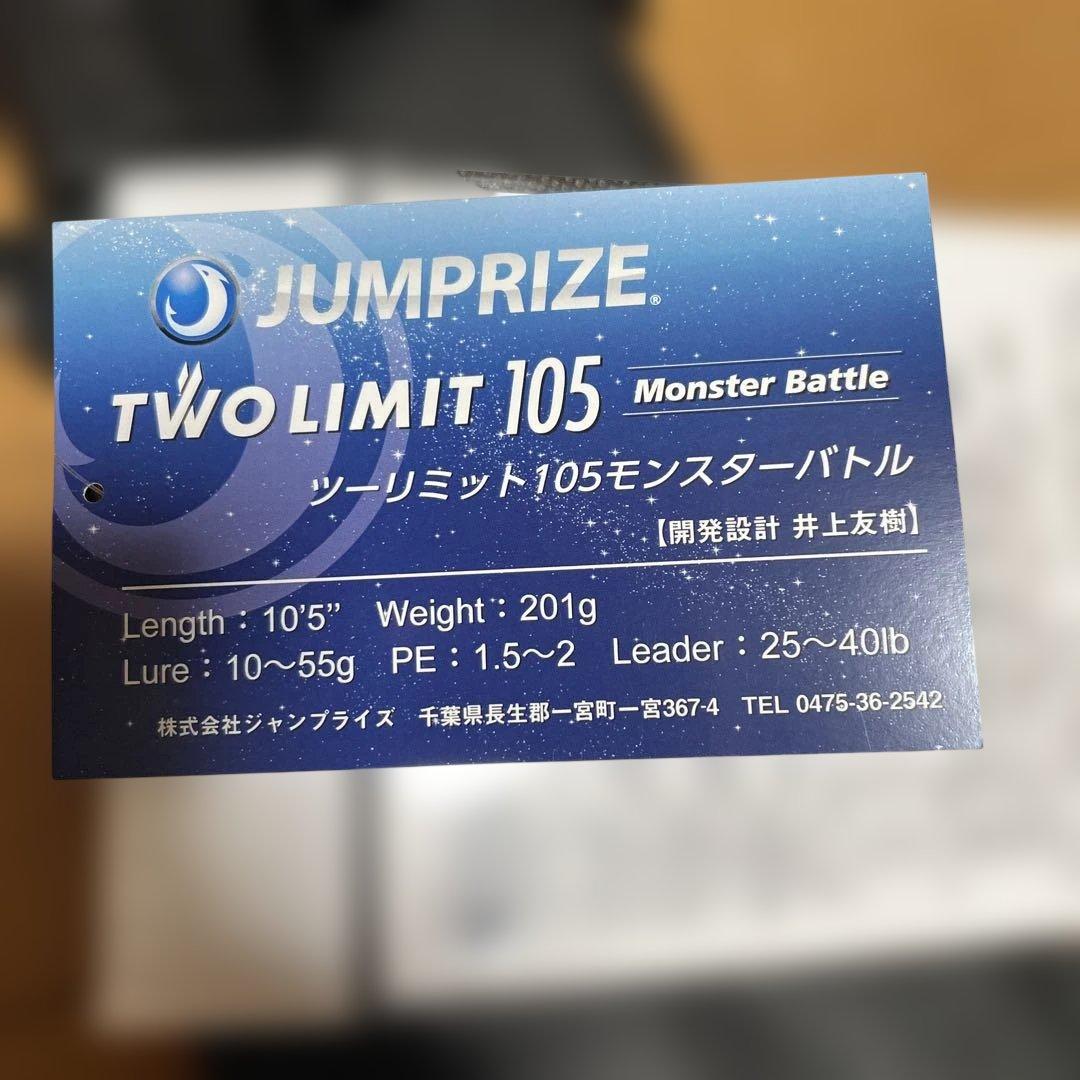 JUMPRIZE®
TWO LIMIT 105 Monster Battle
ツーリミット105モンスターバトル
【開発設計 井上友樹】
Length：10’5” Weight：201g
Lure：10～55g PE：1.5～2 Leader：25～40lb
株式会社ジャンプライズ 千葉県長生郡一宮町一宮367-4 TEL 0475-36-2542